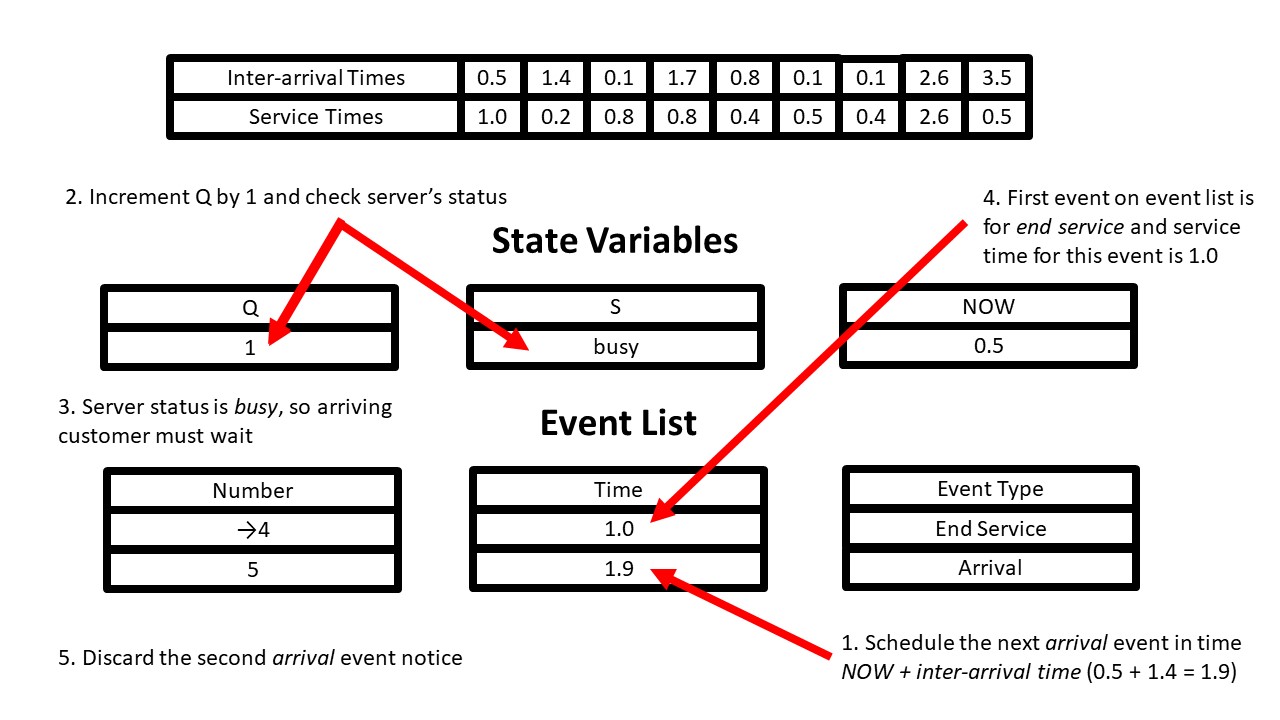 Inter-arrival Times 0.5 1.4 0.1 1.7 0.8 0.1 0.1 2.6 3.5
Service Times 1.0 0.2 0.8 0.8 0.4 0.5 0.4 2.6 0.5
2. Increment Q by 1 and check server’s status
4. First event on event list is
for end service and service
time for this event is 1.0
State Variables
Q S NOW
1 busy 0.5
3. Server status is busy, so arriving
customer must wait
Event List
Number Time Event Type
→4 1.0 End Service
5 1.9 Arrival
5. Discard the second arrival event notice
1. Schedule the next arrival event in time
NOW + inter-arrival time (0.5 + 1.4 = 1.9)